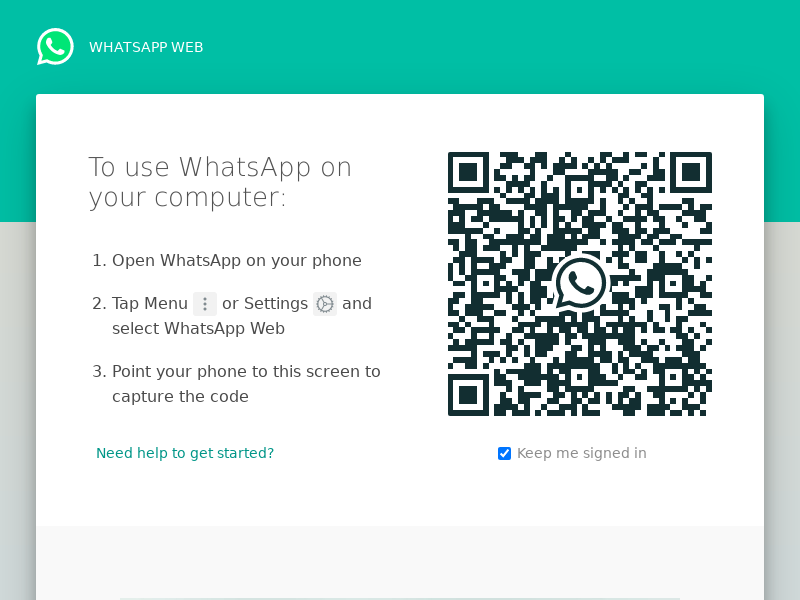 WHATSAPP WEB
To use WhatsApp on
your computer:
1. Open WhatsApp on your phone
2. Tap Menu or Settings and
select WhatsApp Web
3. Point your phone to this screen to
capture the code
Need help to get started?
Keep me signed in